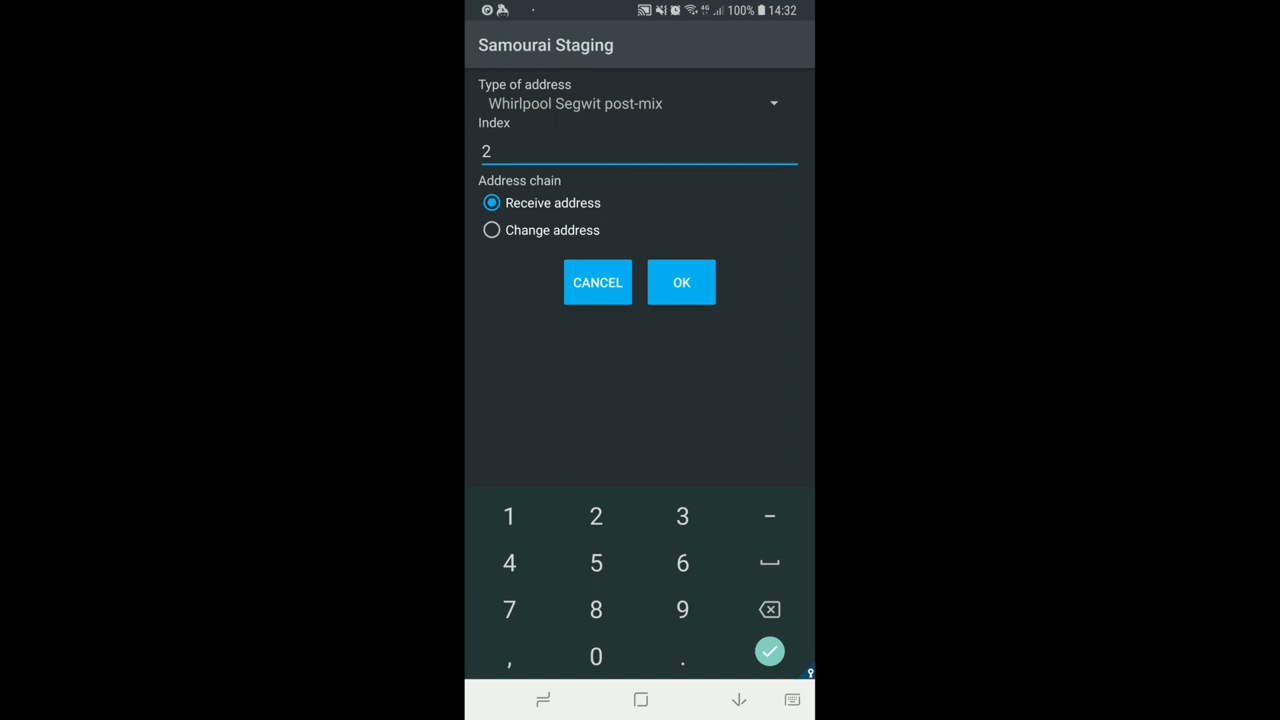 4G 100% 14:32
Samourai Staging
Type of address
Whirlpool Segwit post-mix
Index
2
Address chain
Receive address
Change address
CANCEL OK
1 2 3 -
4 5 6
7 8 9
, 0 .